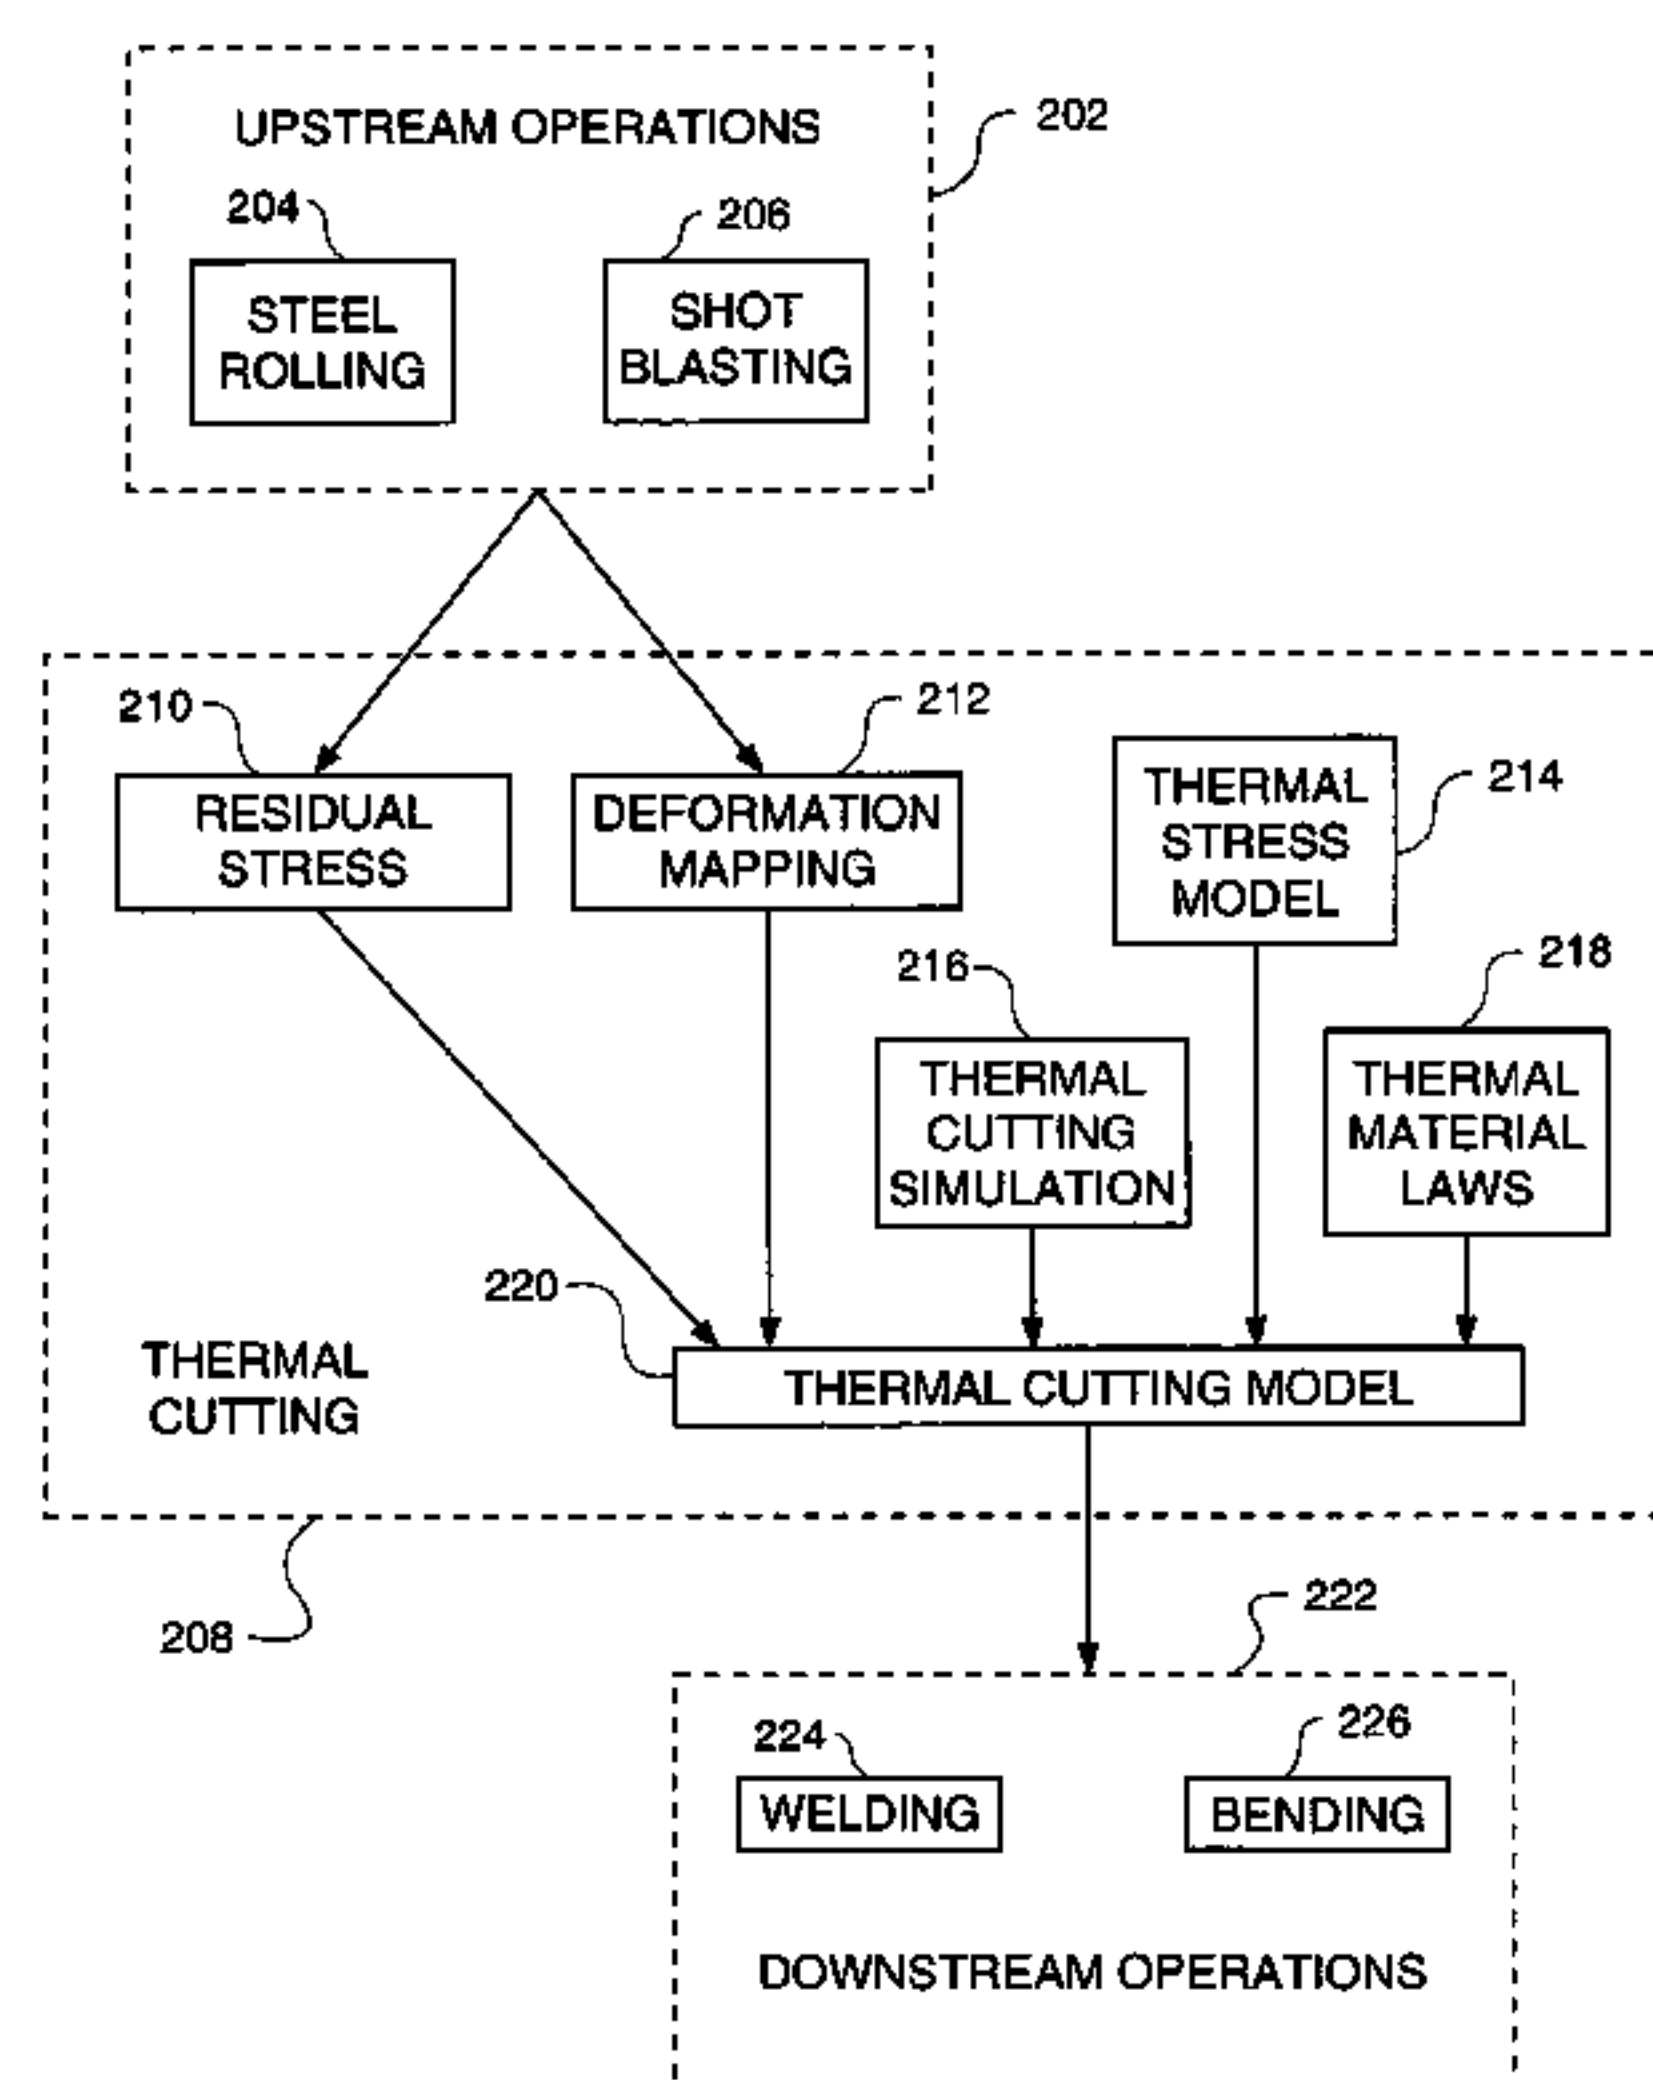 UPSTREAM OPERATIONS
202
204
206
STEEL
ROLLING
SHOT
BLASTING
210
212
RESIDUAL
STRESS
DEFORMATION
MAPPING
THERMAL
STRESS
MODEL
214
216
218
THERMAL
CUTTING
SIMULATION
THERMAL
MATERIAL
LAWS
220
THERMAL
CUTTING
THERMAL CUTTING MODEL
208
222
224
226
WELDING
BENDING
DOWNSTREAM OPERATIONS